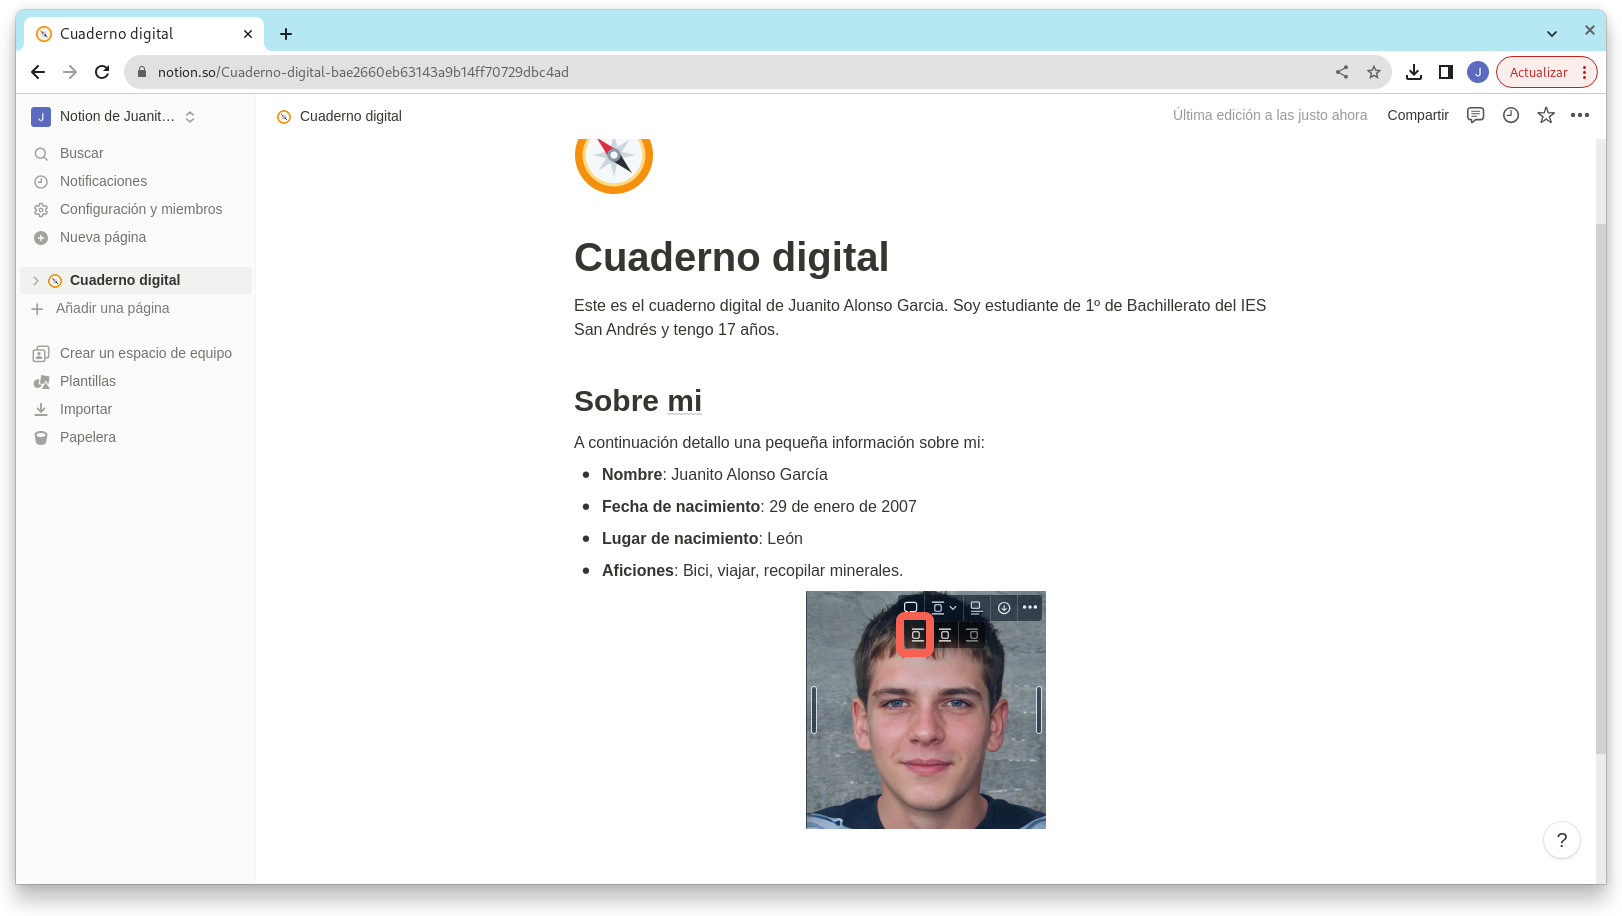 Cuaderno digital
notion.so/Cuaderno-digital-bae2660eb63143a9b14ff70729dbc4ad
J
Actualizar
J
Notion de Juanit…
Cuaderno digital
Última edición a las justo ahora
Compartir
Buscar
Notificaciones
Configuración y miembros
Nueva página
Cuaderno digital
Añadir una página
Crear un espacio de equipo
Plantillas
Importar
Papelera
Cuaderno digital
Este es el cuaderno digital de Juanito Alonso Garcia. Soy estudiante de 1º de Bachillerato del IES
San Andrés y tengo 17 años.
Sobre mi
A continuación detallo una pequeña información sobre mi:
• Nombre: Juanito Alonso García
• Fecha de nacimiento: 29 de enero de 2007
• Lugar de nacimiento: León
• Aficiones: Bici, viajar, recopilar minerales.
?